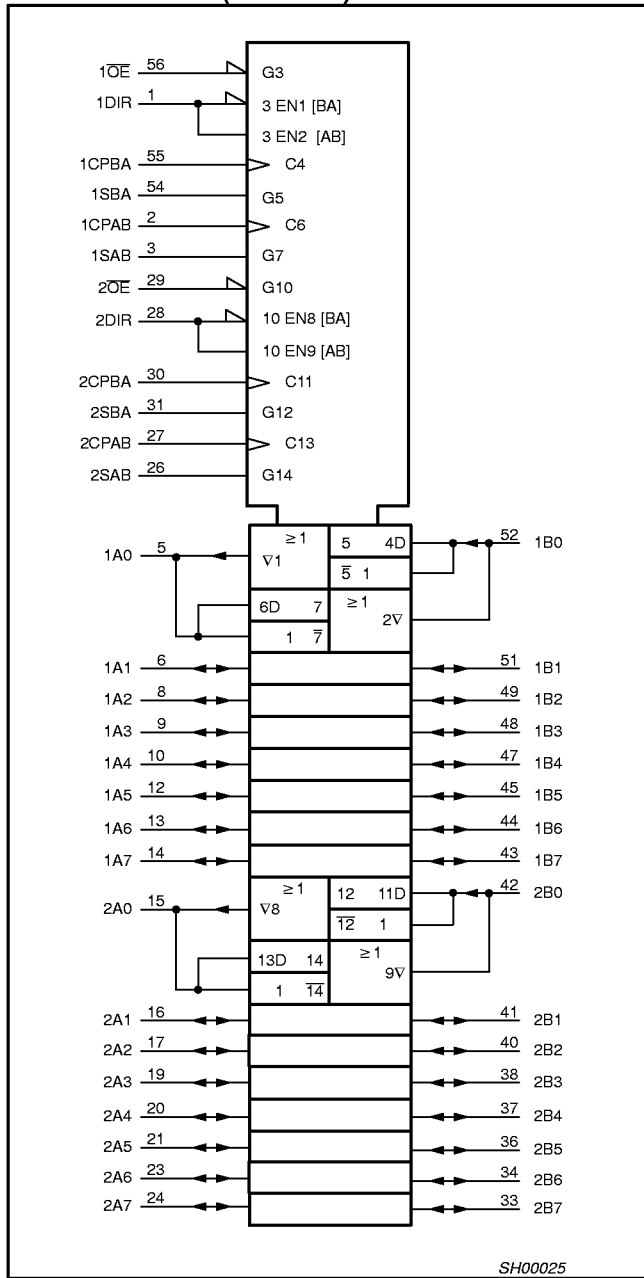 1O̅E̅ 56 G3
1DIR 1 3 EN1 [BA]
3 EN2 [AB]
1CPBA 55 C4
1SBA 54 G5
1CPAB 2 C6
1SAB 3 G7
2O̅E̅ 29 G10
2DIR 28 10 EN8 [BA]
10 EN9 [AB]
2CPBA 30 C11
2SBA 31 G12
2CPAB 27 C13
2SAB 26 G14
1A0 5 ≥ 1 ∇1 5 4D 52 1B0
5̅ 1
6D 7 ≥ 1 2∇
1 7̅
1A1 6 51 1B1
1A2 8 49 1B2
1A3 9 48 1B3
1A4 10 47 1B4
1A5 12 45 1B5
1A6 13 44 1B6
1A7 14 43 1B7
2A0 15 ≥ 1 ∇8 12 11D 42 2B0
1̅2̅ 1
13D 14 ≥ 1 9∇
1 1̅4̅
2A1 16 41 2B1
2A2 17 40 2B2
2A3 19 38 2B3
2A4 20 37 2B4
2A5 21 36 2B5
2A6 23 34 2B6
2A7 24 33 2B7
SH00025